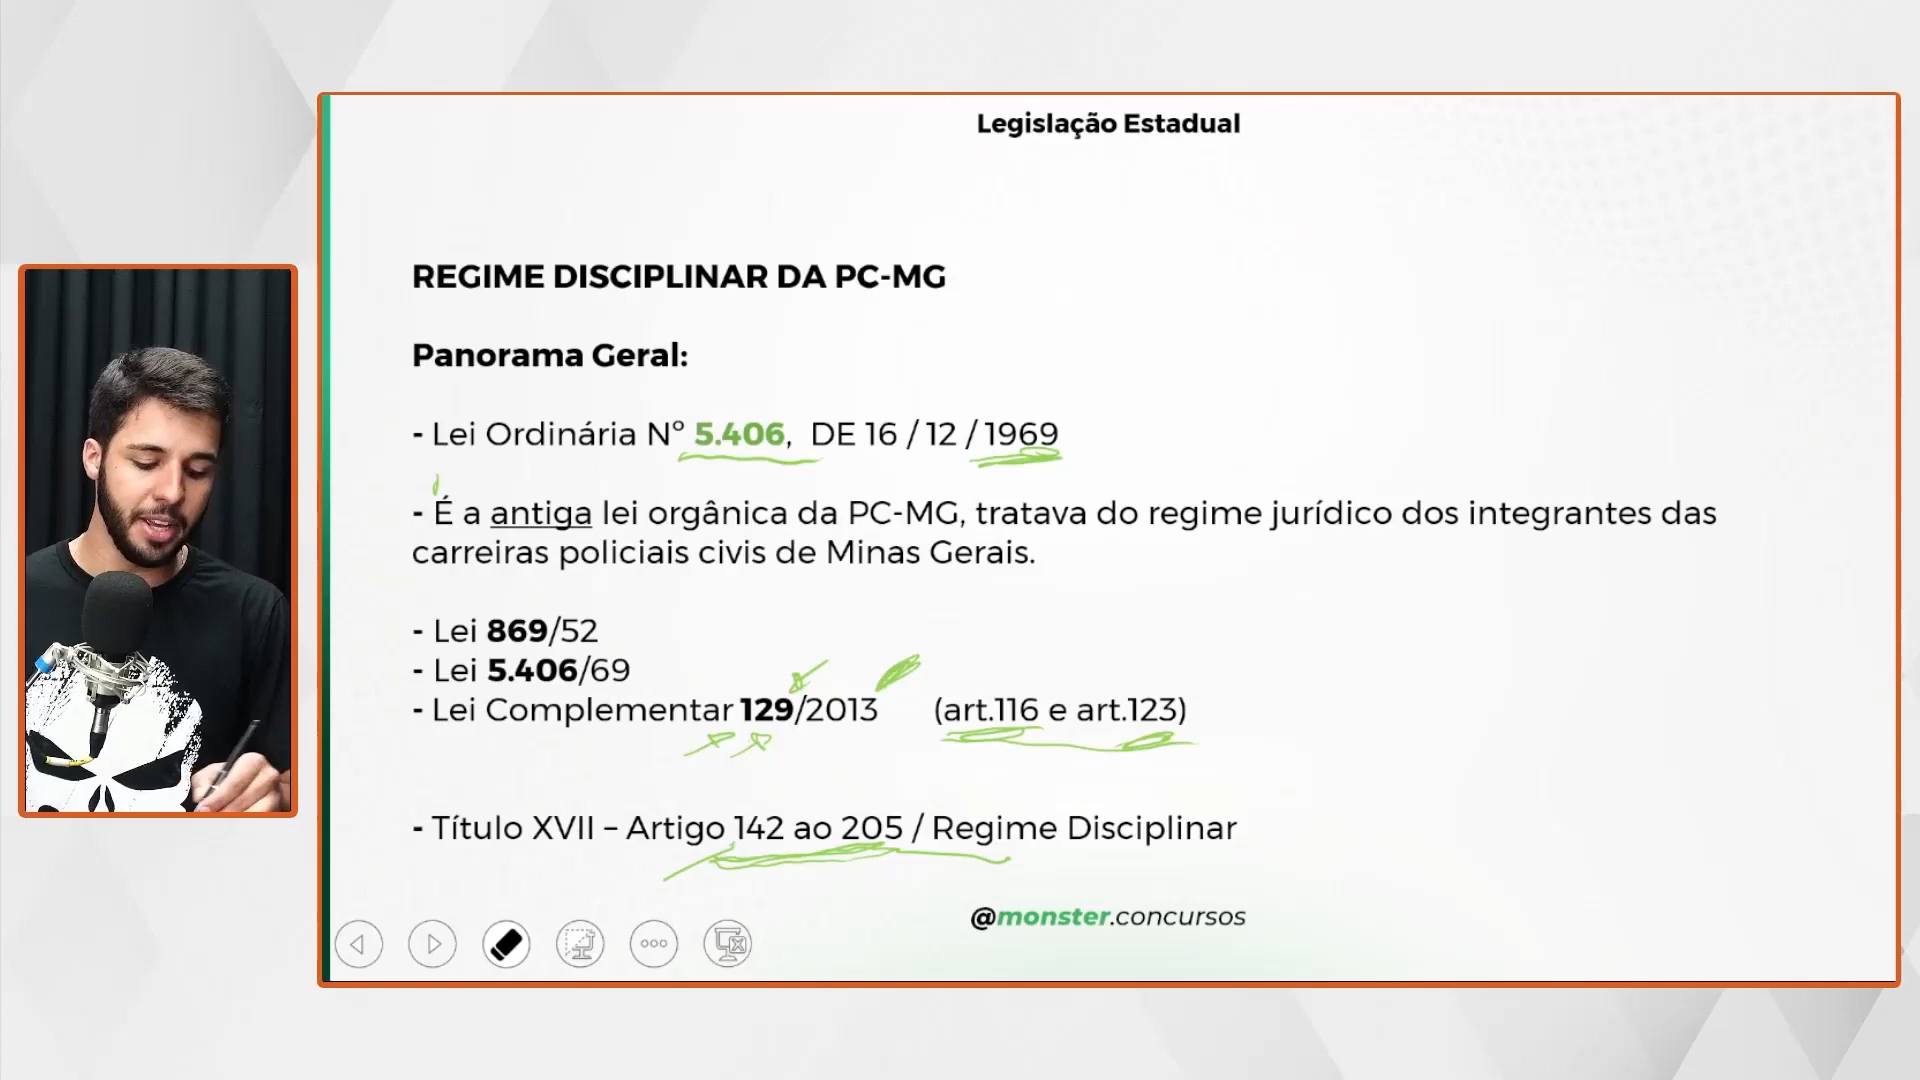 Legislação Estadual
REGIME DISCIPLINAR DA PC-MG
Panorama Geral:
- Lei Ordinária Nº 5.406, DE 16 / 12 / 1969
- É a antiga lei orgânica da PC-MG, tratava do regime jurídico dos integrantes das
carreiras policiais civis de Minas Gerais.
- Lei 869/52
- Lei 5.406/69
- Lei Complementar 129/2013 (art.116 e art.123)
- Título XVII – Artigo 142 ao 205 / Regime Disciplinar
@monster.concursos